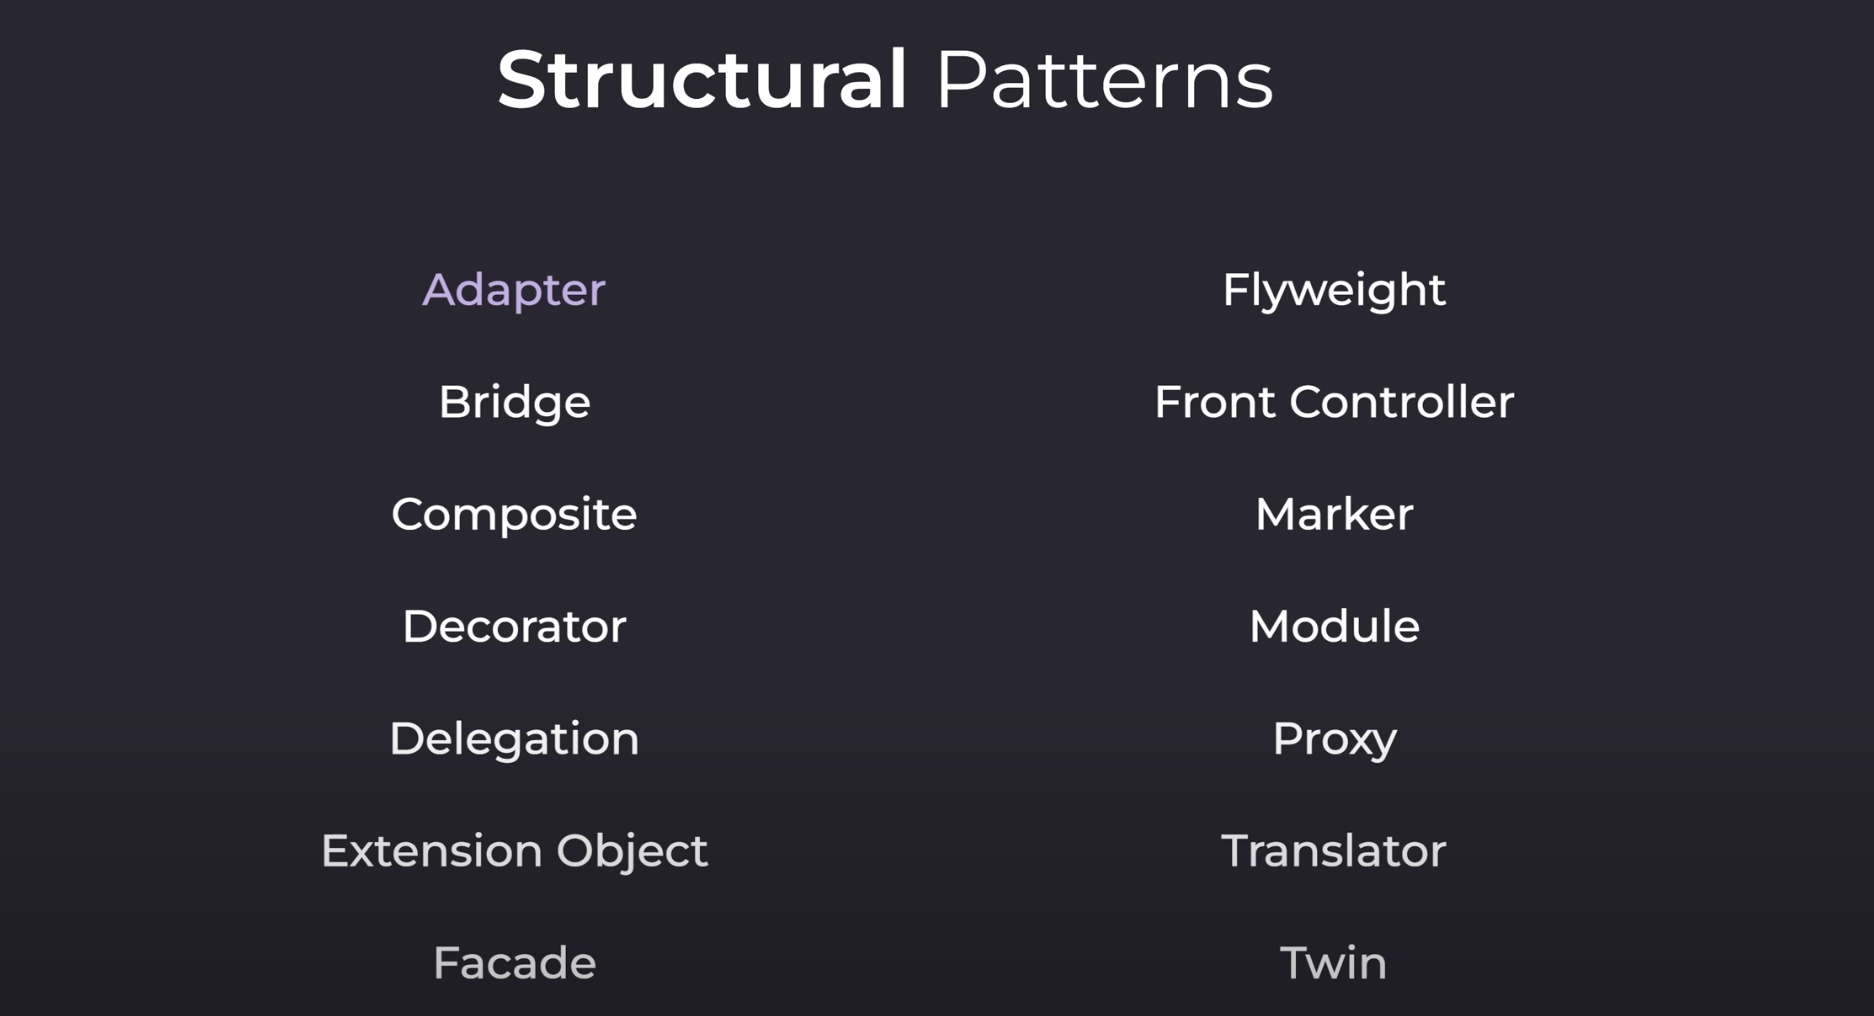 Structural Patterns
Adapter
Bridge
Composite
Decorator
Delegation
Extension Object
Facade
Flyweight
Front Controller
Marker
Module
Proxy
Translator
Twin